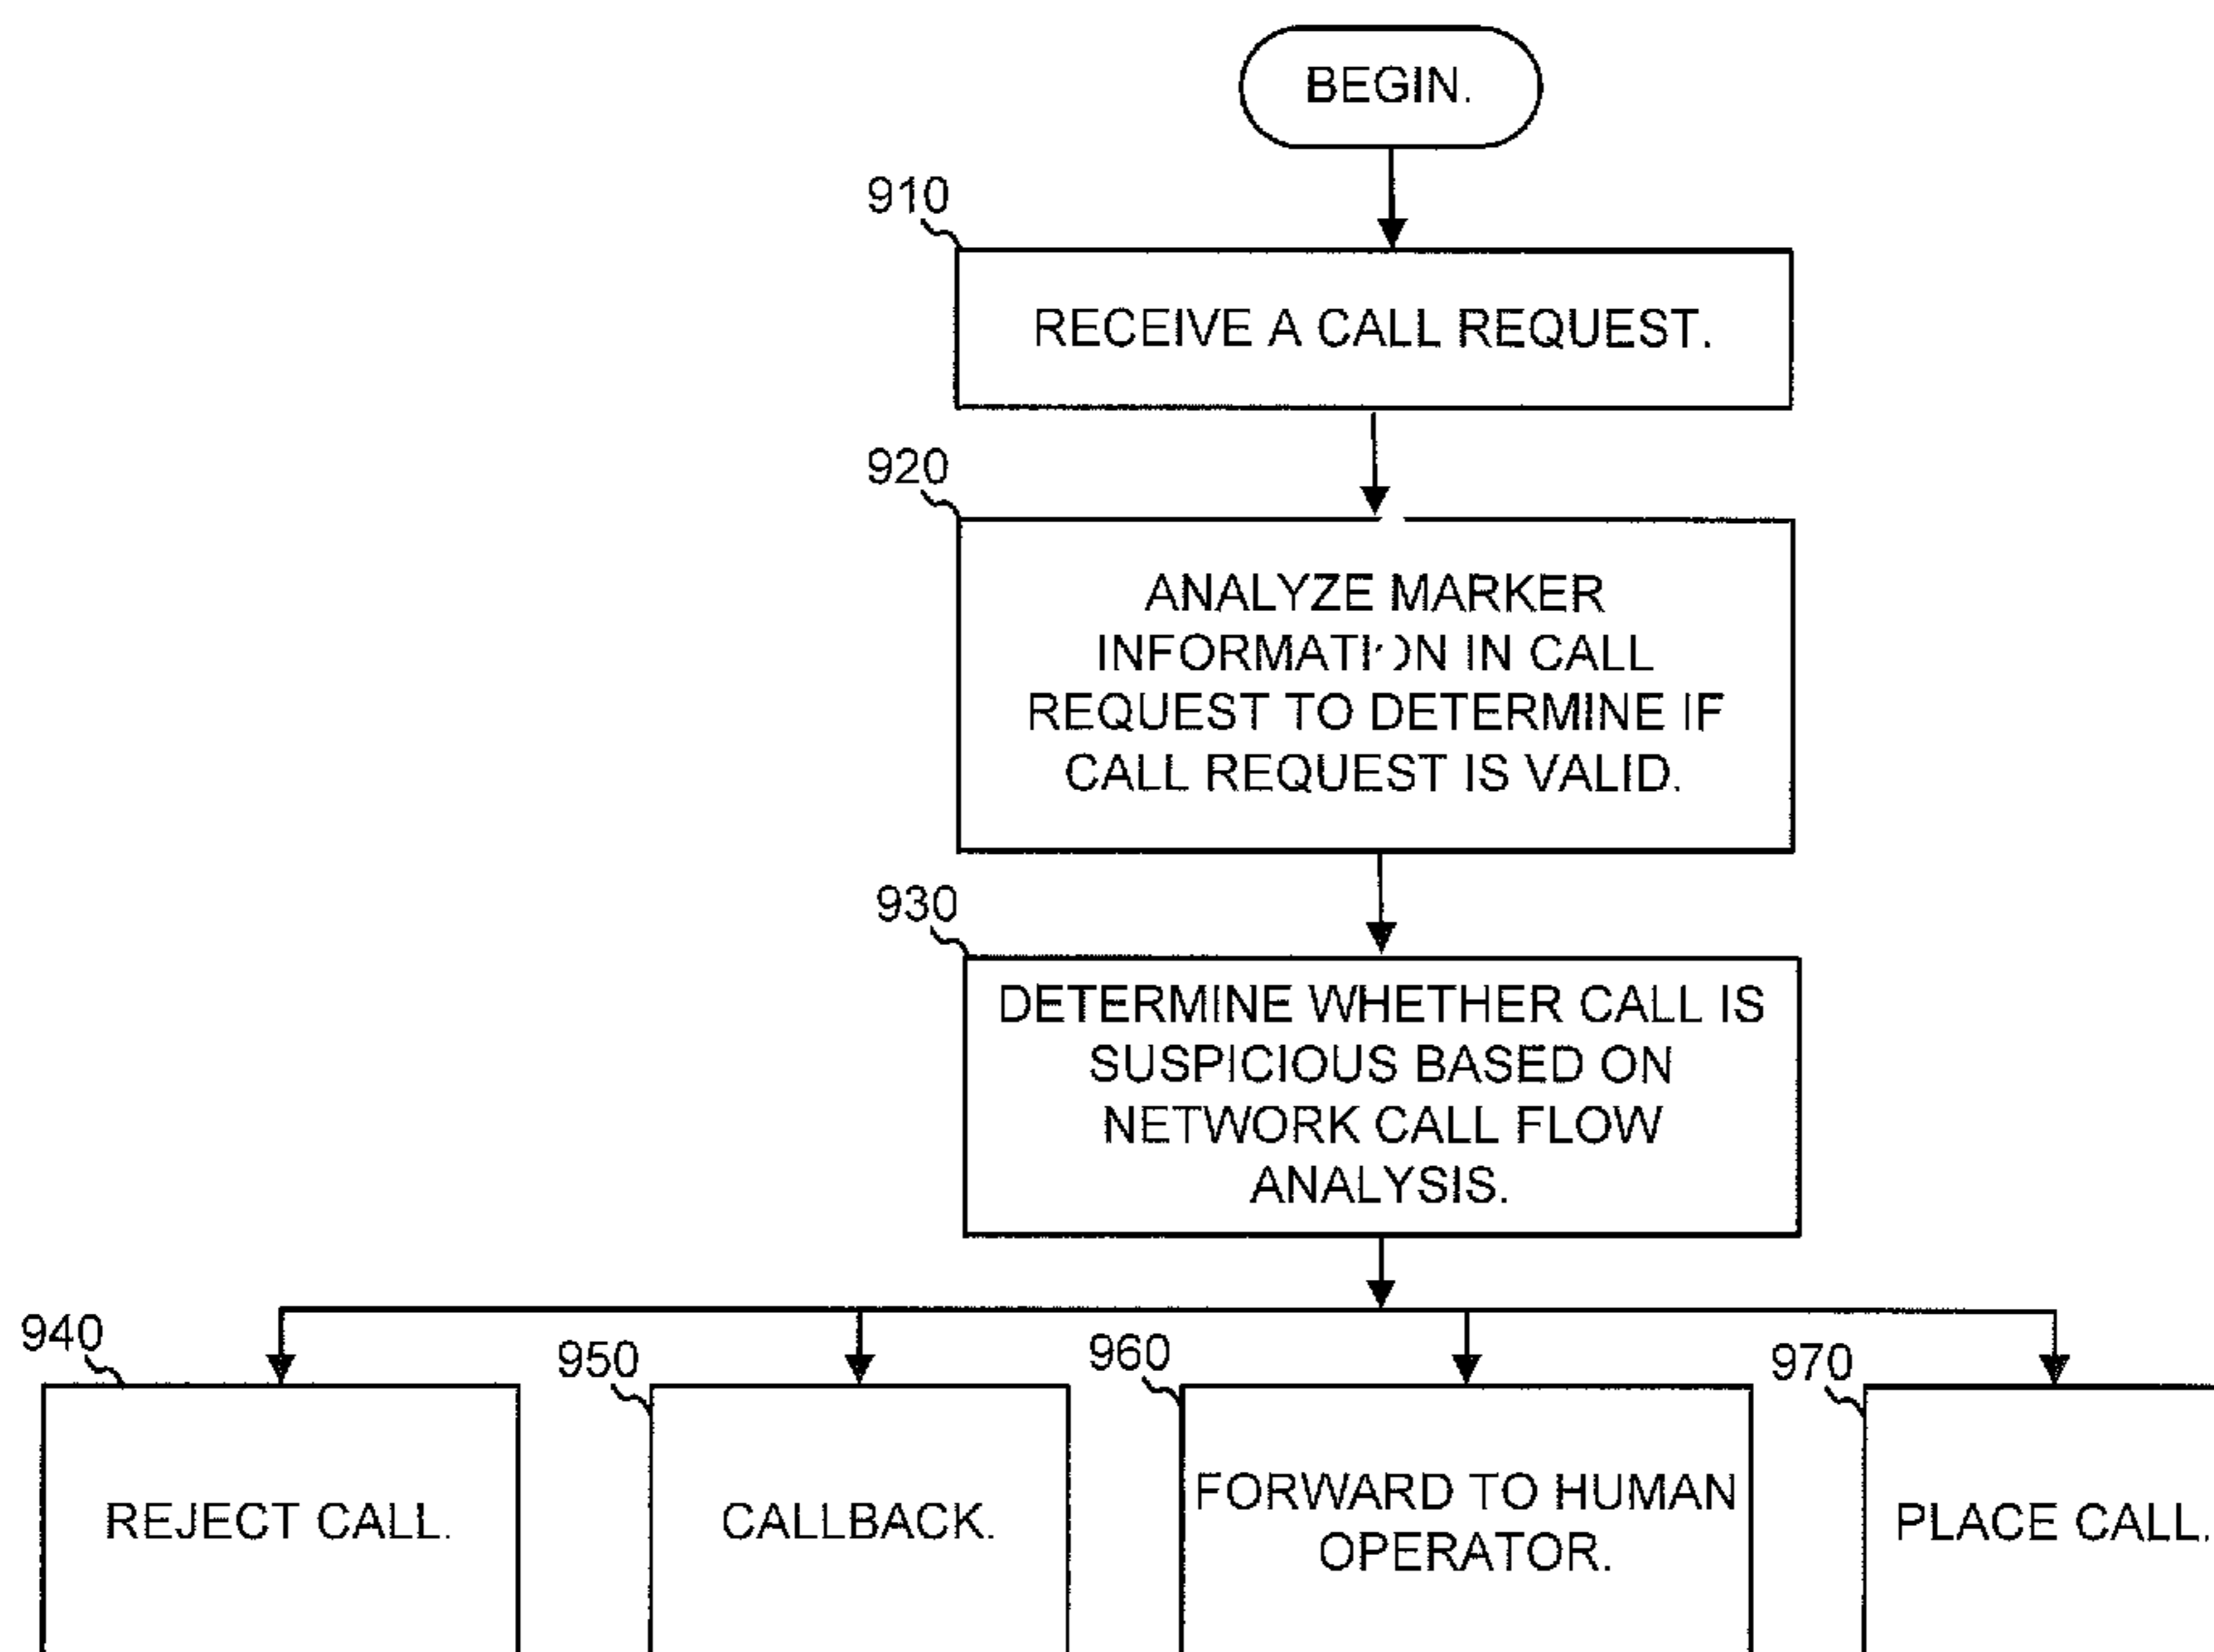 BEGIN.
910
RECEIVE A CALL REQUEST.
920
ANALYZE MARKER
INFORMATION IN CALL
REQUEST TO DETERMINE IF
CALL REQUEST IS VALID.
930
DETERMINE WHETHER CALL IS
SUSPICIOUS BASED ON
NETWORK CALL FLOW
ANALYSIS.
940
REJECT CALL.
950
CALLBACK.
960
FORWARD TO HUMAN
OPERATOR.
970
PLACE CALL.